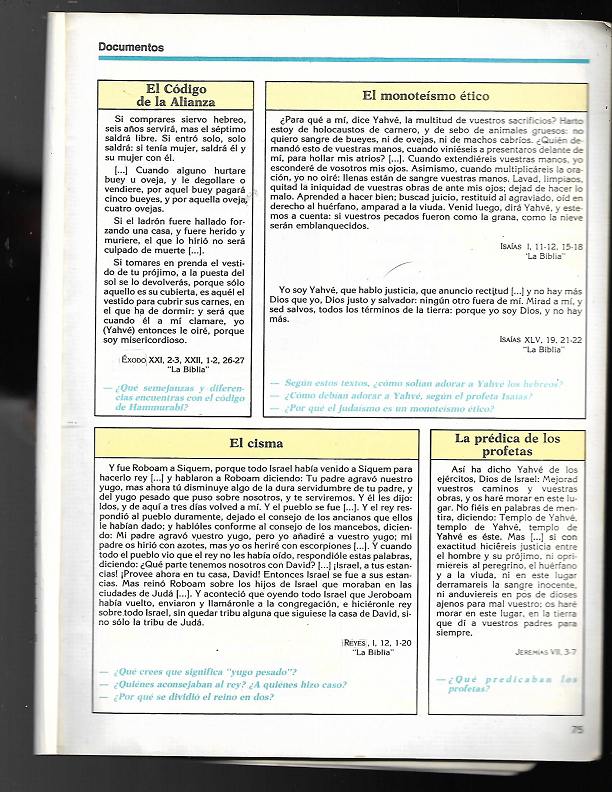 Documentos
El Código
de la Alianza
Si comprares siervo hebreo,
seis años servirá, mas el séptimo
saldrá libre. Si entró solo, solo
saldrá: si tenía mujer, saldrá él y
su mujer con él.
[...] Cuando alguno hurtare
buey u oveja, y le degollare o
vendiere, por aquel buey pagará
cinco bueyes, y por aquella oveja,
cuatro ovejas.
Si el ladrón fuere hallado for-
zando una casa, y fuere herido y
muriere, el que lo hirió no será
culpado de muerte [...].
Si tomares en prenda el vesti-
do de tu prójimo, a la puesta del
sol se lo devolverás, porque sólo
aquello es su cubierta, es aquél el
vestido para cubrir sus carnes, en
el que ha de dormir; y será que
cuando él a mí clamare, yo
(Yahvé) entonces le oiré, porque
soy misericordioso.
ÉXODO XXI, 2-3, XXII, 1-2, 26-27
"La Biblia"
— ¿Qué semejanzas y diferen-
cias encuentras con el código
de Hammurabi?
El monoteísmo ético
¿Para qué a mí, dice Yahvé, la multitud de vuestros sacrificios? Harto
estoy de holocaustos de carnero, y de sebo de animales gruesos: no
quiero sangre de bueyes, ni de ovejas, ni de machos cabríos. ¿Quién de-
mandó esto de vuestras manos, cuando viniéseis a presentaros delante de
mí, para hollar mis atrios? [...]. Cuando extendiéreis vuestras manos, yo
esconderé de vosotros mis ojos. Asimismo, cuando multiplicaréis la ora-
ción, yo no oiré: llenas están de sangre vuestras manos. Lavad, limpiaos,
quitad la iniquidad de vuestras obras de ante mis ojos; dejad de hacer lo
malo. Aprended a hacer bien; buscad juicio, restituid al agraviado, oíd en
derecho al huérfano, amparad a la viuda. Venid luego, dirá Yahvé, y este-
mos a cuenta: si vuestros pecados fueron como la grana, como la nieve
serán emblanquecidos.
ISAÍAS I, 11-12, 15-18
"La Biblia"
Yo soy Yahvé, que hablo justicia, que anuncio rectitud [...] y no hay más
Dios que yo, Dios justo y salvador: ningún otro fuera de mí. Mirad a mí, y
sed salvos, todos los términos de la tierra: porque yo soy Dios, y no hay
más.
ISAÍAS XLV, 19, 21-22
"La Biblia"
— Según estos textos, ¿cómo solían adorar a Yahvé los hebreos?
— ¿Cómo debían adorar a Yahvé, según el profeta Isaías?
— ¿Por qué el Judaísmo es un monoteísmo ético?
El cisma
Y fue Roboam a Siquem, porque todo Israel había venido a Siquem para
hacerlo rey [...] y hablaron a Roboam diciendo: Tu padre agravó nuestro
yugo, mas ahora tú disminuye algo de la dura servidumbre de tu padre, y
del yugo pesado que puso sobre nosotros, y te serviremos. Y él les dijo:
Idos, y de aquí a tres días volved a mí. Y el pueblo se fue [...]. Y el rey res-
pondió al pueblo duramente, dejado el consejo de los ancianos que ellos
le habían dado; y hablóles conforme al consejo de los mancebos, dicien-
do: Mi padre agravó vuestro yugo, pero yo añadiré a vuestro yugo; mi
padre os hirió con azotes, mas yo os heriré con escorpiones [...]. Y cuando
todo el pueblo vio que el rey no les había oído, respondióle estas palabras,
diciendo: ¿Qué parte tenemos nosotros con David? [...] ¡Israel, a tus estan-
cias! ¡Provee ahora en tu casa, David! Entonces Israel se fue a sus estan-
cias. Mas reinó Roboam sobre los hijos de Israel que moraban en las
ciudades de Judá [...]. Y aconteció que oyendo todo Israel que Jeroboam
había vuelto, enviaron y llamáronle a la congregación, e hiciéronle rey
sobre todo Israel, sin quedar tribu alguna que siguiese la casa de David, si-
no sólo la tribu de Judá.
REYES, I, 12, 1-20
"La Biblia"
— ¿Qué crees que significa "yugo pesado"?
— ¿Quiénes aconsejaban al rey? ¿A quiénes hizo caso?
— ¿Por qué se dividió el reino en dos?
La prédica de los
profetas
Así ha dicho Yahvé de los
ejércitos, Dios de Israel: Mejorad
vuestros caminos y vuestras
obras, y os haré morar en este lu-
gar. No fiéis en palabras de men-
tira, diciendo: Templo de Yahvé,
templo de Yahvé, templo de
Yahvé es éste. Mas [...] si con
exactitud hiciéreis justicia entre
el hombre y su prójimo, ni opri-
miereis al peregrino, el huérfano
y a la viuda, ni en este lugar
derramareis la sangre inocente,
ni anduviereis en pos de dioses
ajenos para mal vuestro; os haré
morar en este lugar, en la tierra
que di a vuestros padres para
siempre.
JEREMÍAS VII, 3-7
— ¿Qué predicaban los
profetas?
75